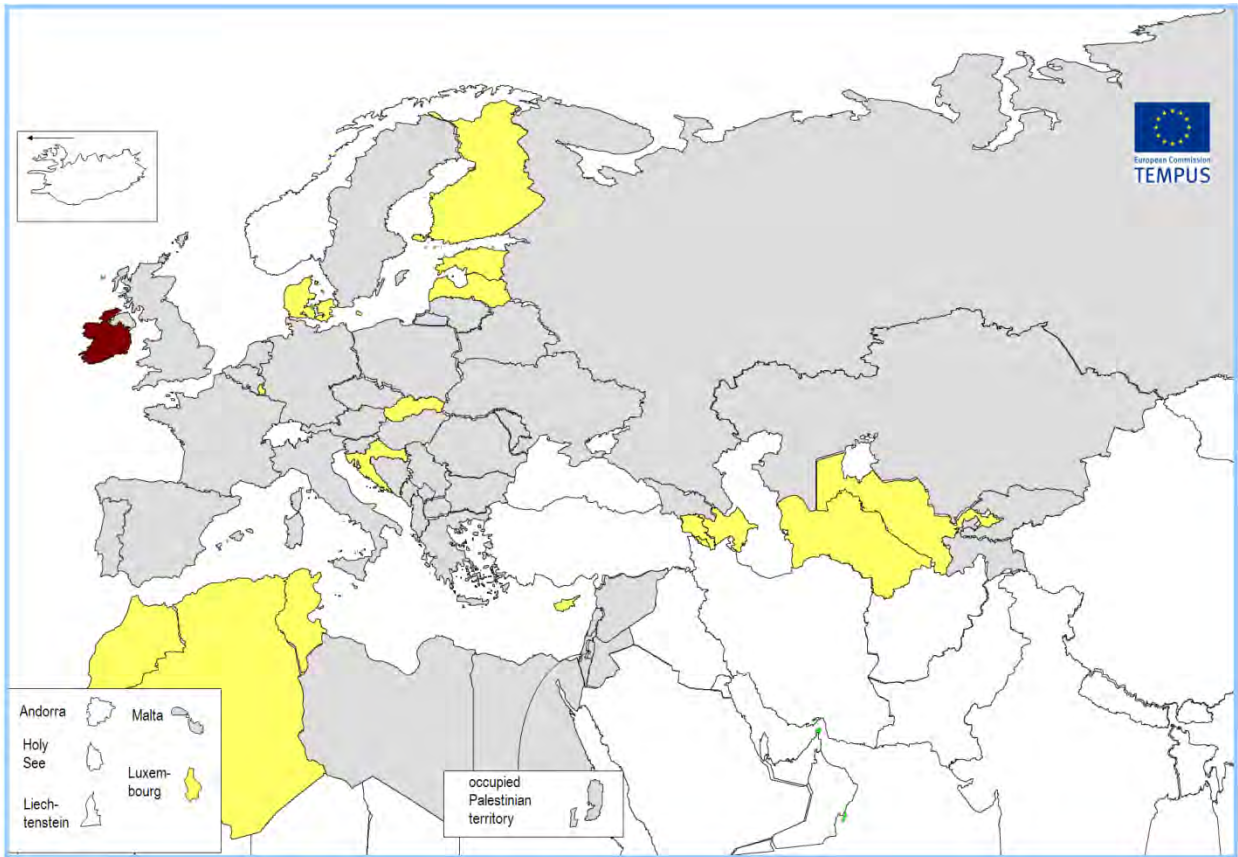 European Commission
TEMPUS
Andorra
Malta
Holy
See
Luxem-
bourg
Liech-
tenstein
occupied
Palestinian
territory